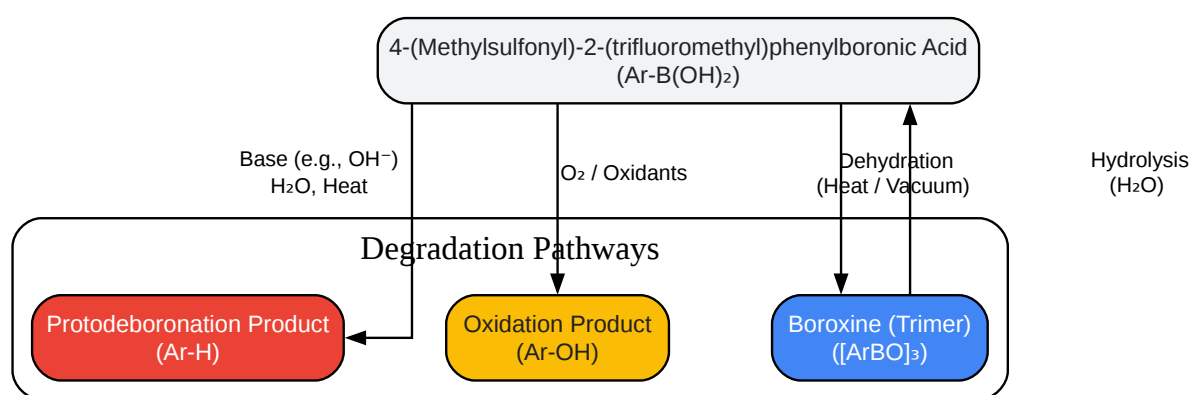 4-(Methylsulfonyl)-2-(trifluoromethyl)phenylboronic Acid
(Ar-B(OH)₂)
Base (e.g., OH⁻)
H₂O, Heat
O₂ / Oxidants
Dehydration
(Heat / Vacuum)
Hydrolysis
(H₂O)
Degradation Pathways
Protodeboronation Product
(Ar-H)
Oxidation Product
(Ar-OH)
Boroxine (Trimer)
([ArBO]₃)